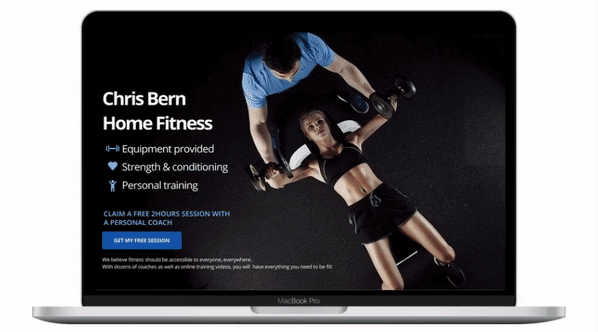 Chris Bern
Home Fitness
Equipment provided
Strength & conditioning
Personal training
CLAIM A FREE 2HOURS SESSION WITH
A PERSONAL COACH
GET MY FREE SESSION
We believe fitness should be accessible to everyone, everywhere..
With dozens of coaches as well as online training videos, you will have everything you need to be fit!
MacBook Pro